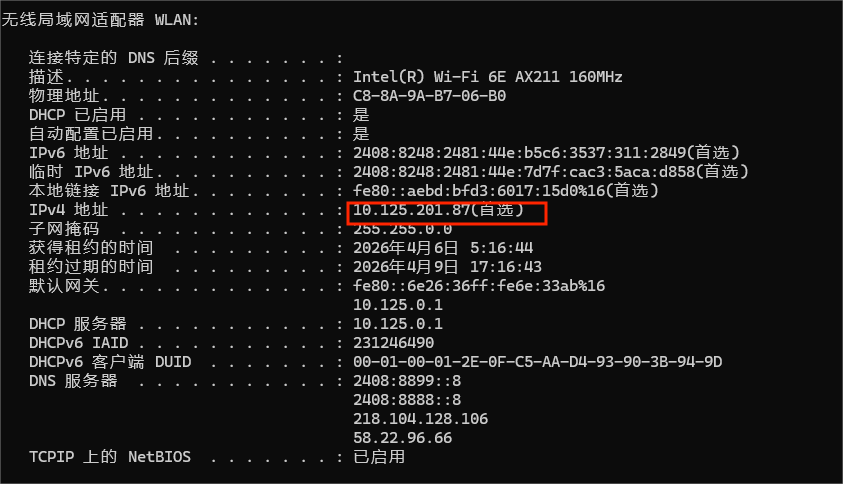 无线局域网适配器 WLAN:
连接特定的 DNS 后缀 . . . . . . . :
描述. . . . . . . . . . . . . . . : Intel(R) Wi-Fi 6E AX211 160MHz
物理地址. . . . . . . . . . . . . : C8-8A-9A-B7-06-B0
DHCP 已启用 . . . . . . . . . . . : 是
自动配置已启用. . . . . . . . . . : 是
IPv6 地址 . . . . . . . . . . . . : 2408:8248:2481:44e:b5c6:3537:311:2849(首选)
临时 IPv6 地址. . . . . . . . . . : 2408:8248:2481:44e:7d7f:cac3:5aca:d858(首选)
本地链接 IPv6 地址. . . . . . . . : fe80::aebd:bfd3:6017:15d0%16(首选)
IPv4 地址 . . . . . . . . . . . . : 10.125.201.87(首选)
子网掩码  . . . . . . . . . . . . : 255.255.0.0
获得租约的时间  . . . . . . . . . : 2026年4月6日 5:16:44
租约过期的时间  . . . . . . . . . : 2026年4月9日 17:16:43
默认网关. . . . . . . . . . . . . : fe80::6e26:36ff:fe6e:33ab%16
10.125.0.1
DHCP 服务器 . . . . . . . . . . . : 10.125.0.1
DHCPv6 IAID . . . . . . . . . . . : 231246490
DHCPv6 客户端 DUID  . . . . . . . : 00-01-00-01-2E-0F-C5-AA-D4-93-90-3B-94-9D
DNS 服务器  . . . . . . . . . . . : 2408:8899::8
2408:8888::8
218.104.128.106
58.22.96.66
TCPIP 上的 NetBIOS  . . . . . . . : 已启用